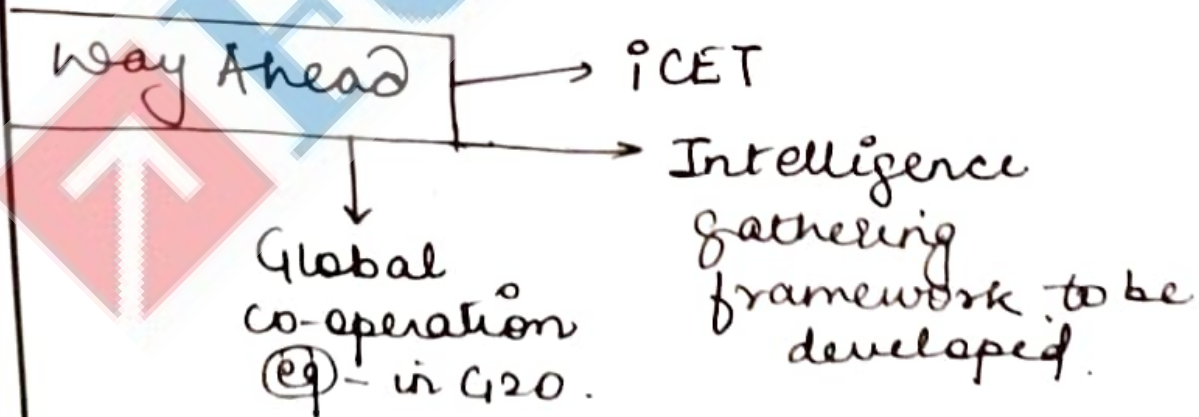 Way Ahead
iCET
Intelligence
gathering
framework to be
developed.
Global
co-operation
eg - in G20.